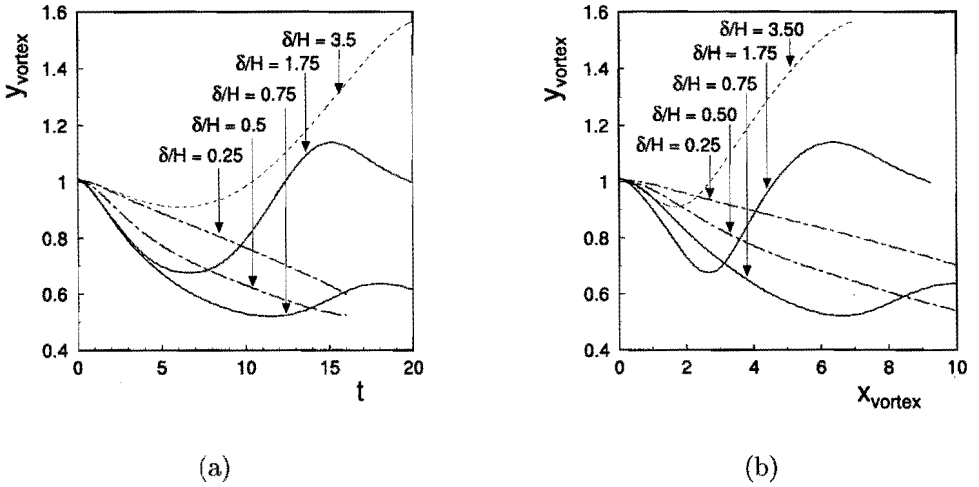 1.6
1.4
1.2
1
0.8
0.6
0.4
y_vortex
δ/H = 3.5
δ/H = 1.75
δ/H = 0.75
δ/H = 0.5
δ/H = 0.25
0 5 10 15 20
t
(a)
1.6
1.4
1.2
1
0.8
0.6
0.4
y_vortex
δ/H = 3.50
δ/H = 1.75
δ/H = 0.75
δ/H = 0.50
δ/H = 0.25
0 2 4 6 8 10
x_vortex
(b)